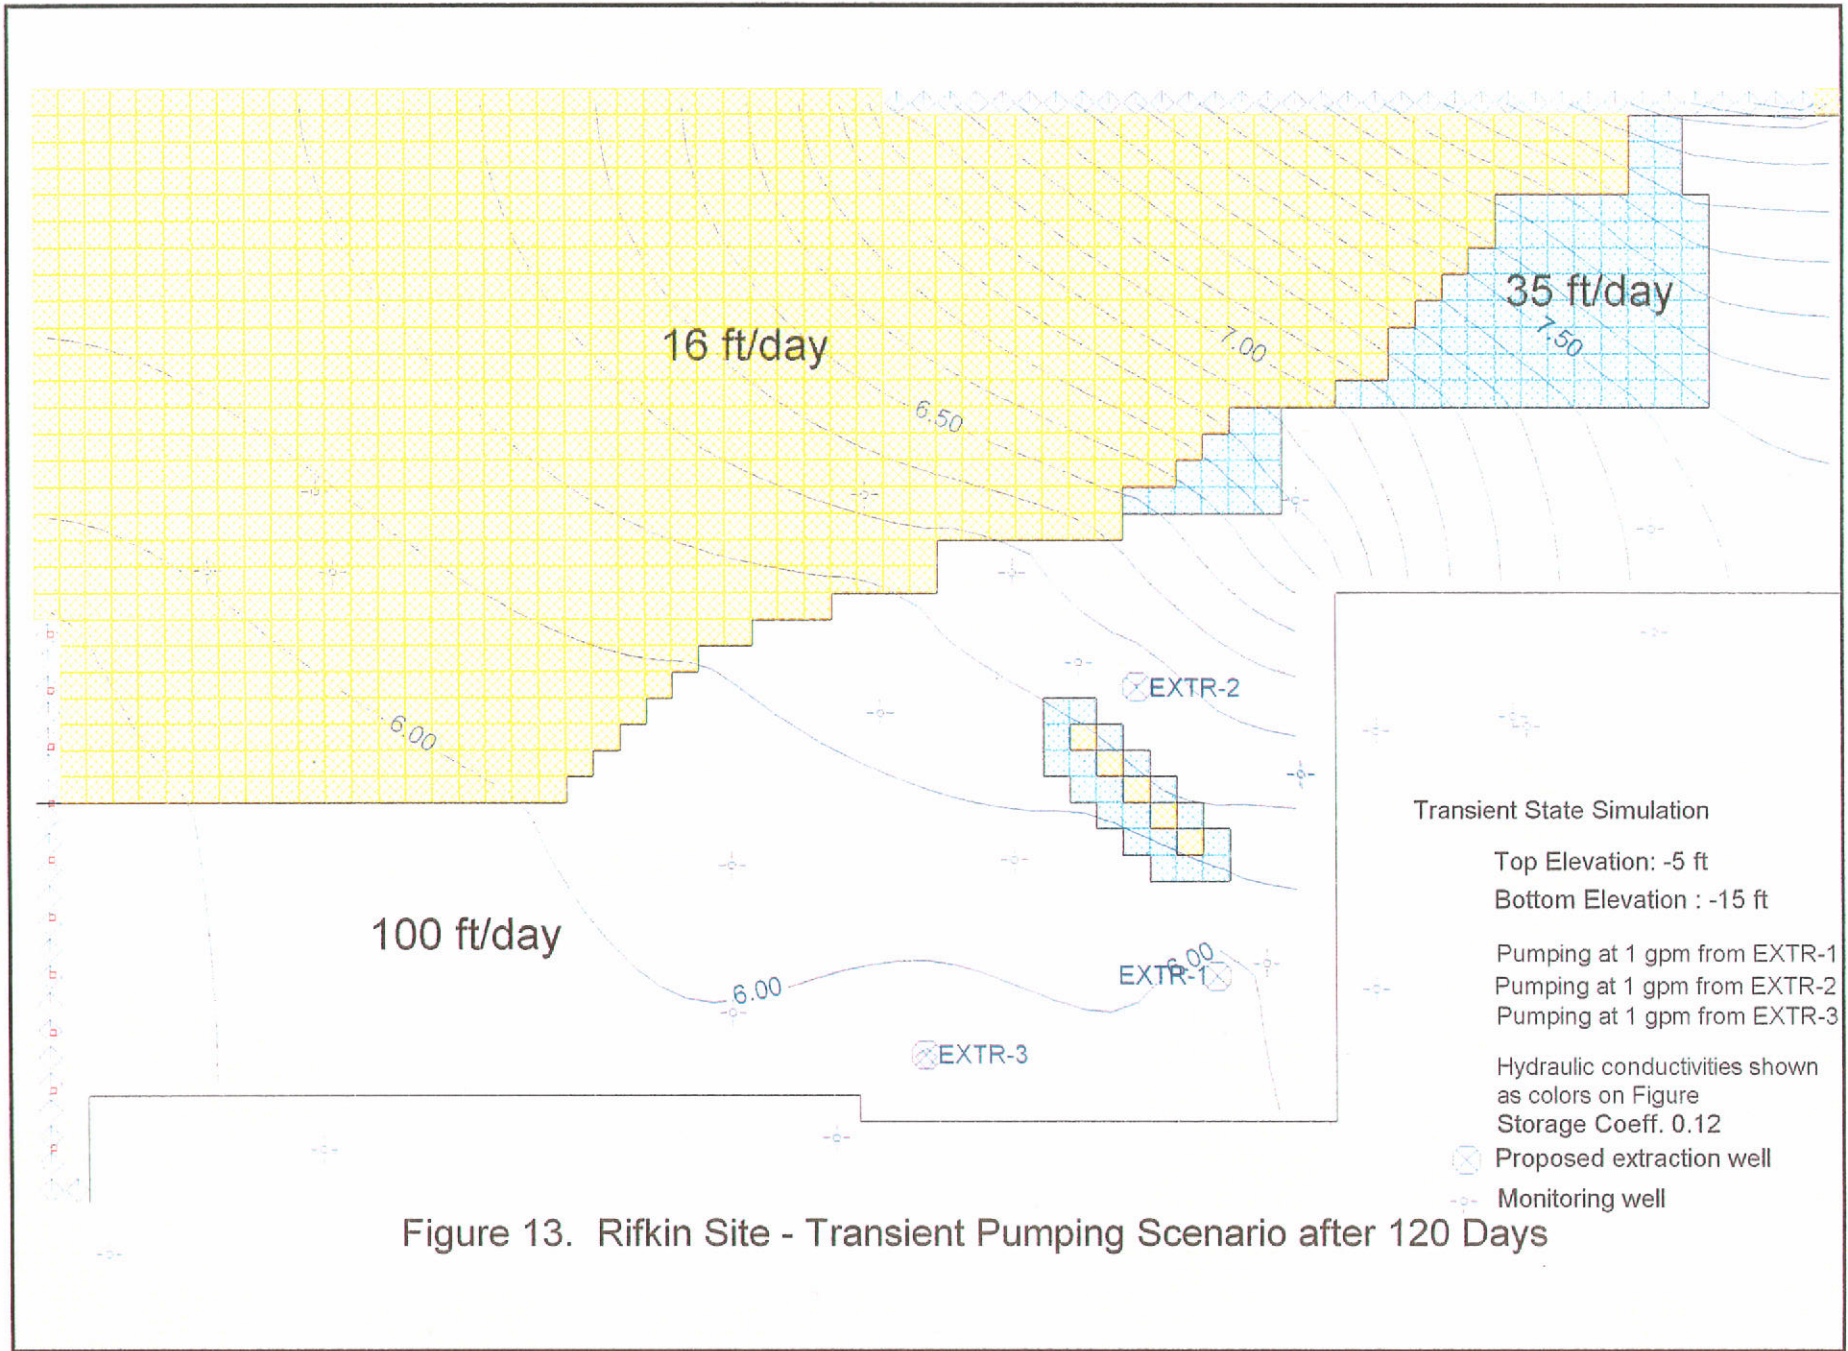 35 ft/day
16 ft/day
7.00
7.50
6.50
EXTR-2
6.00
Transient State Simulation
Top Elevation: -5 ft
Bottom Elevation : -15 ft
100 ft/day
6.00
EXTR-1
Pumping at 1 gpm from EXTR-1
6.00
Pumping at 1 gpm from EXTR-2
Pumping at 1 gpm from EXTR-3
EXTR-3
Hydraulic conductivities shown
as colors on Figure
Storage Coeff. 0.12
Proposed extraction well
Monitoring well
Figure 13. Rifkin Site - Transient Pumping Scenario after 120 Days